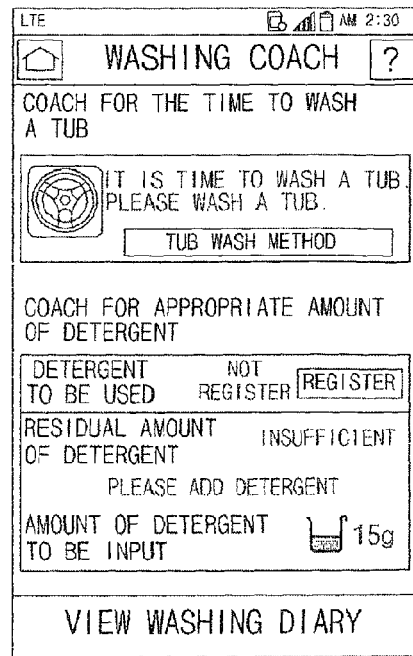 LTE AM 2:30
WASHING COACH ?
COACH FOR THE TIME TO WASH
A TUB
IT IS TIME TO WASH A TUB.
PLEASE WASH A TUB.
TUB WASH METHOD
COACH FOR APPROPRIATE AMOUNT
OF DETERGENT
DETERGENT
TO BE USED
NOT
REGISTER
REGISTER
RESIDUAL AMOUNT
OF DETERGENT
INSUFFICIENT
PLEASE ADD DETERGENT
AMOUNT OF DETERGENT
TO BE INPUT
15g
VIEW WASHING DIARY